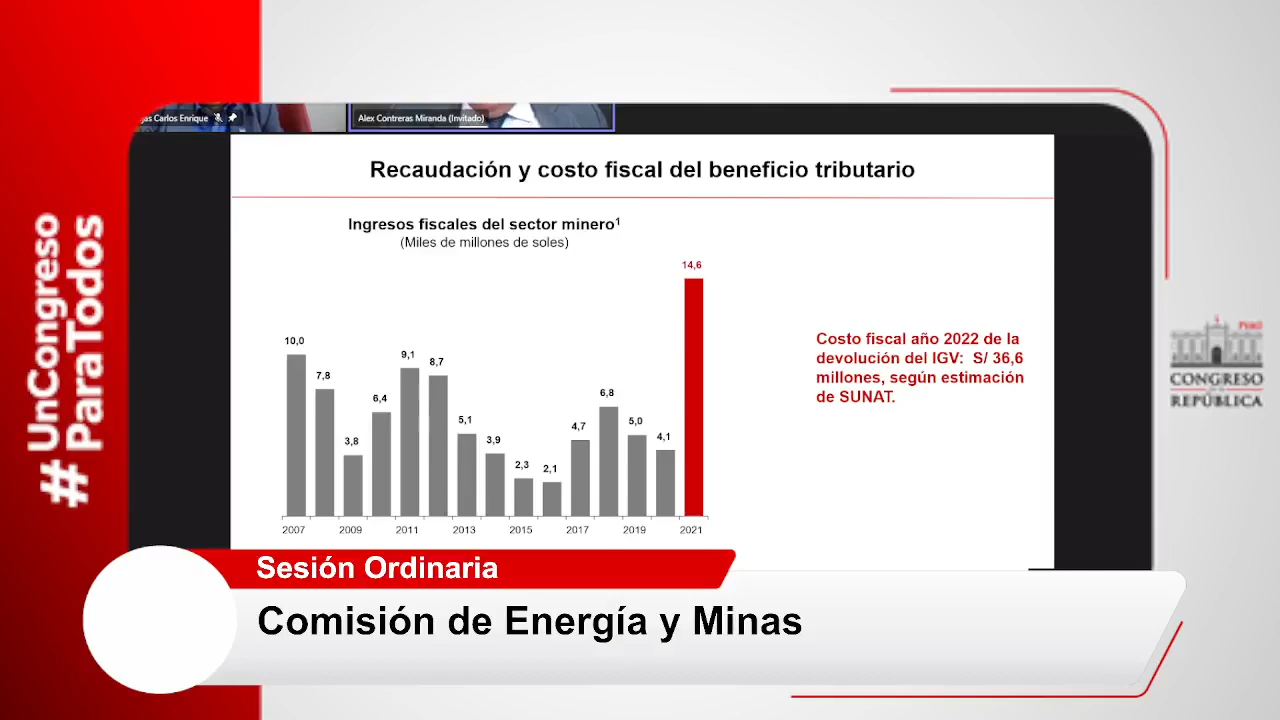 #UnCongreso
ParaTodos
gas Carlos Enrique
Alex Contreras Miranda (Invitado)
Recaudación y costo fiscal del beneficio tributario
Ingresos fiscales del sector minero¹
(Miles de millones de soles)
14,6
10,0
7,8
3,8
6,4
9,1
8,7
5,1
3,9
2,3
2,1
4,7
6,8
5,0
4,1
2007
2009
2011
2013
2015
2017
2019
2021
Costo fiscal año 2022 de la
devolución del IGV: S/ 36,6
millones, según estimación
de SUNAT.
PERÚ
CONGRESO
REPÚBLICA
Sesión Ordinaria
Comisión de Energía y Minas